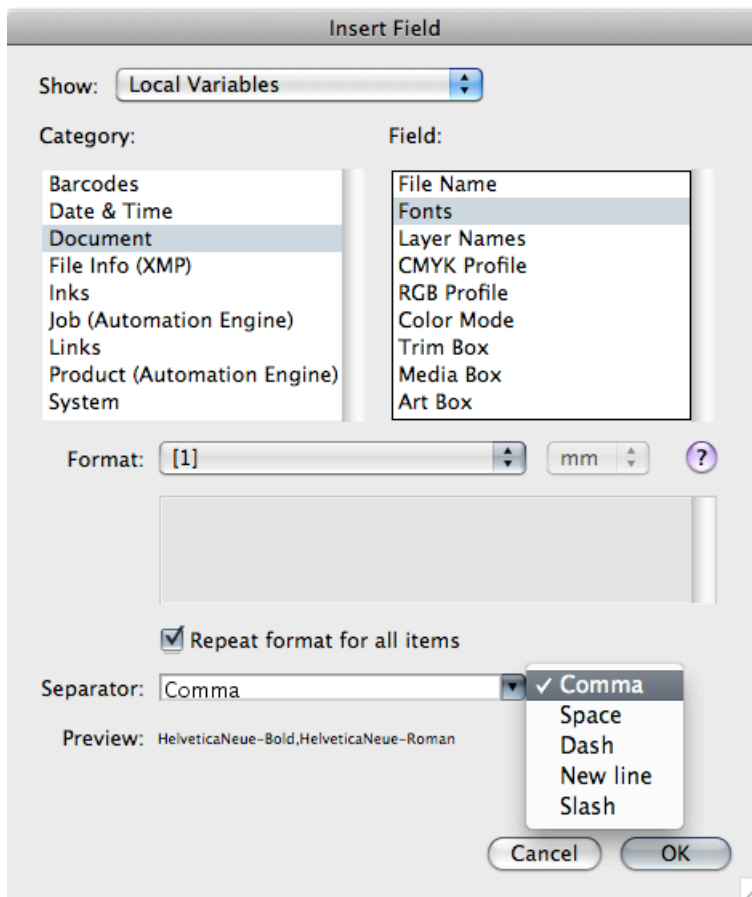 Insert Field
Show: Local Variables
Category:
Field:
Barcodes
Date & Time
Document
File Info (XMP)
Inks
Job (Automation Engine)
Links
Product (Automation Engine)
System
File Name
Fonts
Layer Names
CMYK Profile
RGB Profile
Color Mode
Trim Box
Media Box
Art Box
Format: [1] mm ?
Repeat format for all items
Separator: Comma
Comma
Space
Dash
New line
Slash
Preview: HelveticaNeue-Bold,HelveticaNeue-Roman
Cancel OK